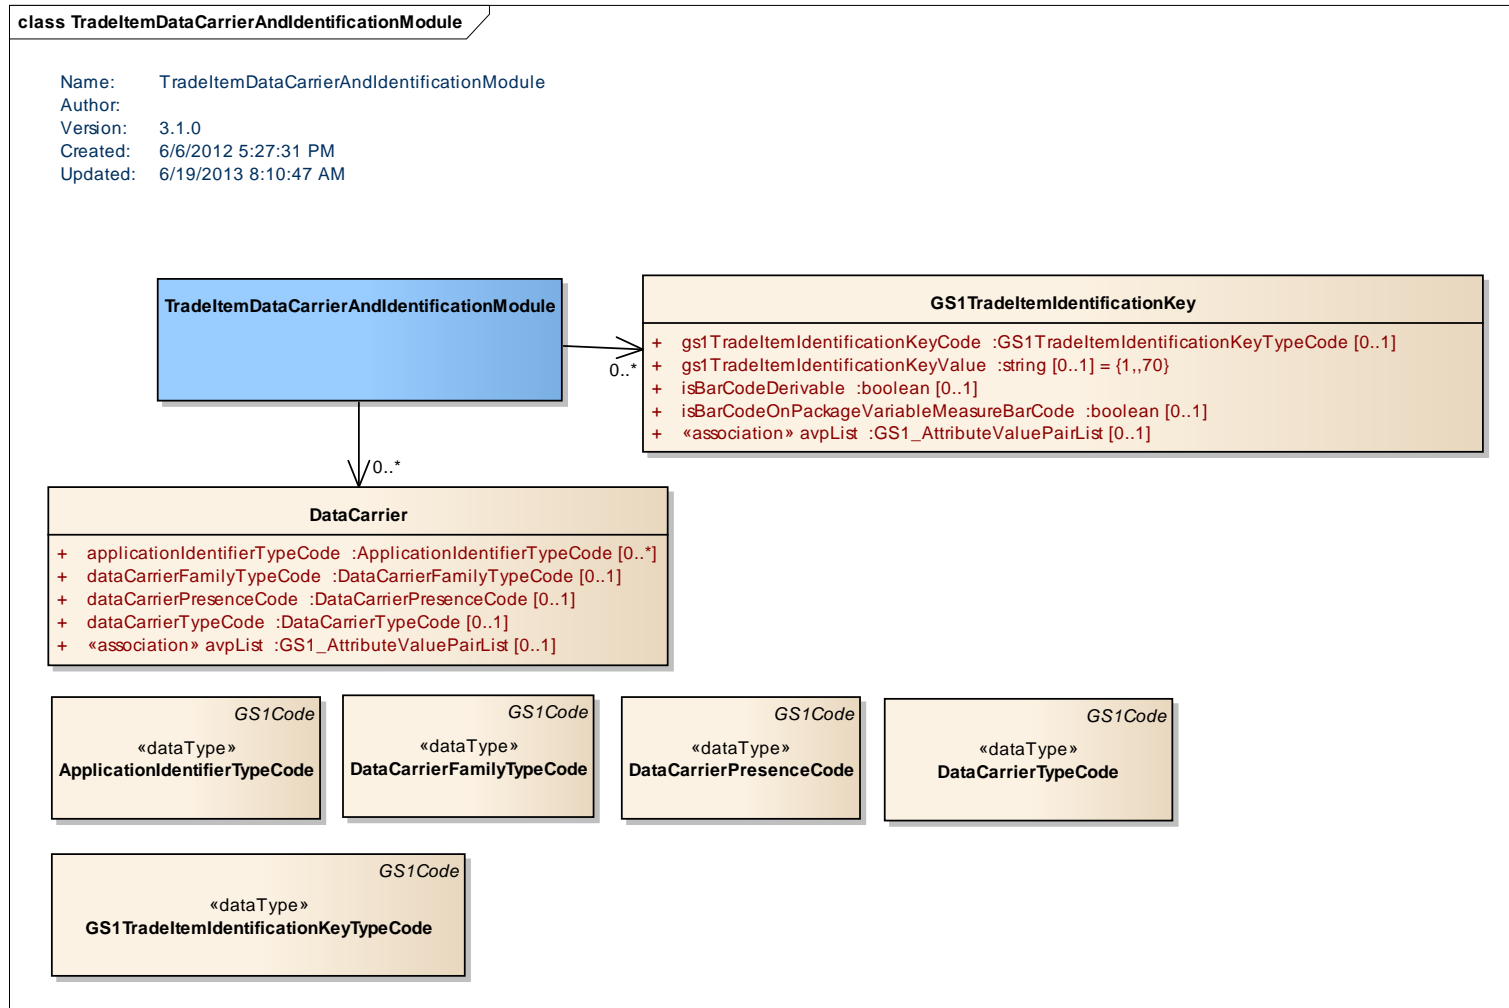 class TradeItemDataCarrierAndIdentificationModule
Name: TradeItemDataCarrierAndIdentificationModule
Author:
Version: 3.1.0
Created: 6/6/2012 5:27:31 PM
Updated: 6/19/2013 8:10:47 AM
TradeItemDataCarrierAndIdentificationModule
0..*
GS1TradeItemIdentificationKey
+ gs1TradeItemIdentificationKeyCode :GS1TradeItemIdentificationKeyTypeCode [0..1]
+ gs1TradeItemIdentificationKeyValue :string [0..1] = {1,,70}
+ isBarCodeDerivable :boolean [0..1]
+ isBarCodeOnPackageVariableMeasureBarCode :boolean [0..1]
+ «association» avpList :GS1_AttributeValuePairList [0..1]
0..*
DataCarrier
+ applicationIdentifierTypeCode :ApplicationIdentifierTypeCode [0..*]
+ dataCarrierFamilyTypeCode :DataCarrierFamilyTypeCode [0..1]
+ dataCarrierPresenceCode :DataCarrierPresenceCode [0..1]
+ dataCarrierTypeCode :DataCarrierTypeCode [0..1]
+ «association» avpList :GS1_AttributeValuePairList [0..1]
GS1Code
«dataType»
ApplicationIdentifierTypeCode
GS1Code
«dataType»
DataCarrierFamilyTypeCode
GS1Code
«dataType»
DataCarrierPresenceCode
GS1Code
«dataType»
DataCarrierTypeCode
GS1Code
«dataType»
GS1TradeItemIdentificationKeyTypeCode